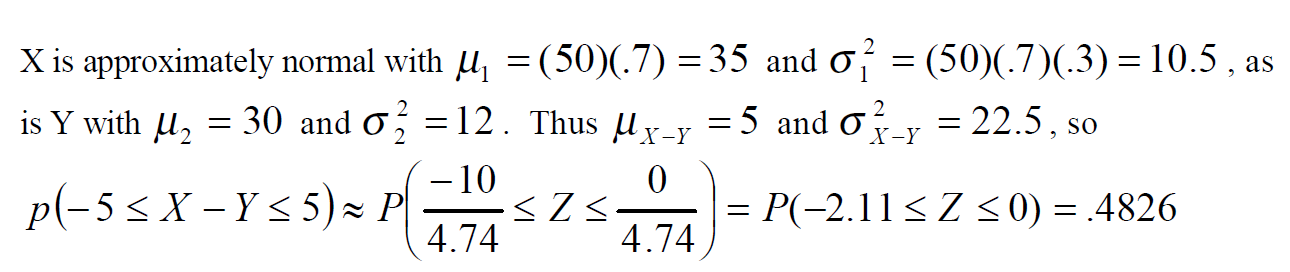 X is approximately normal with μ₁ = (50)(.7) = 35 and σ₁² = (50)(.7)(.3) = 10.5 , as
is Y with μ₂ = 30 and σ₂² = 12 . Thus μ_{X−Y} = 5 and σ²_{X−Y} = 22.5 , so
p(−5 ≤ X − Y ≤ 5) ≈ P(−10/4.74 ≤ Z ≤ 0/4.74) = P(−2.11 ≤ Z ≤ 0) = .4826